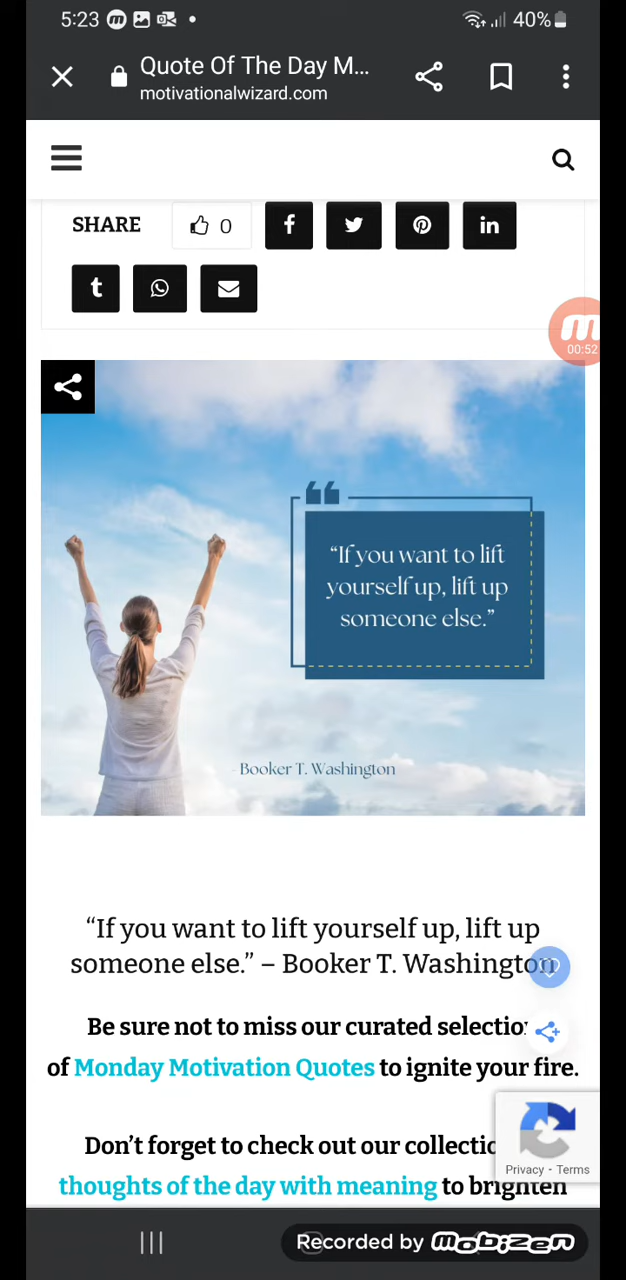 5:23
40%
Quote Of The Day M...
motivationalwizard.com
SHARE
0
00:52
“If you want to lift
yourself up, lift up
someone else.”
- Booker T. Washington
“If you want to lift yourself up, lift up
someone else.” – Booker T. Washington
Be sure not to miss our curated selection
of Monday Motivation Quotes to ignite your fire.
Don’t forget to check out our collectio
thoughts of the day with meaning to brighten
Privacy - Terms
Recorded by mobizen